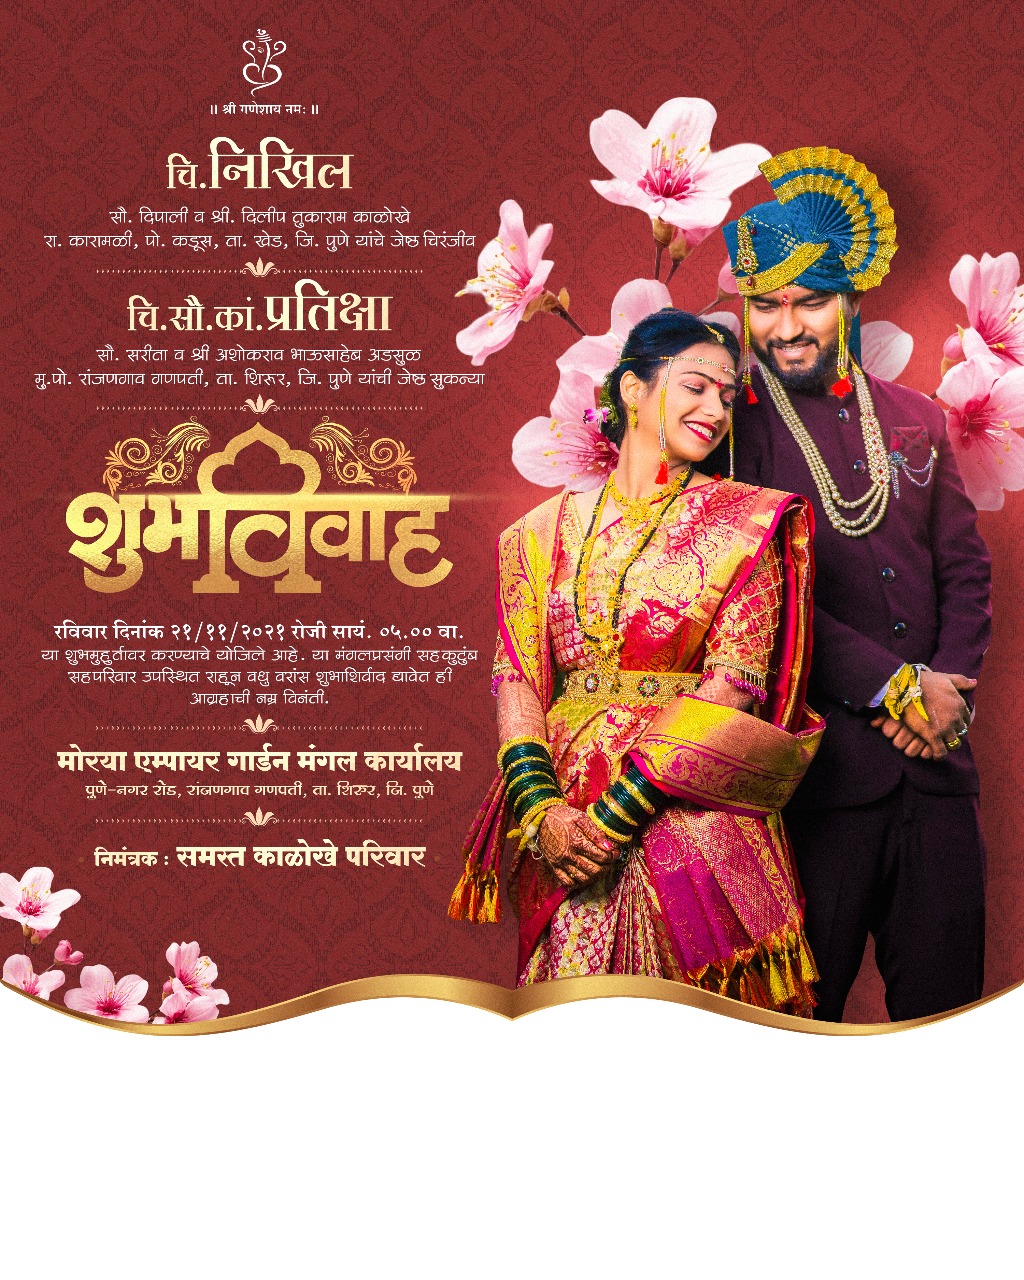 ॥ श्री गणेशाय नमः ॥
चि.निखिल
सौ. दिपाली व श्री. दिलीप तुकाराम काळोखे
रा. कारामळी, पो. कडूस, ता. खेड, जि. पुणे यांचे जेष्ठ चिरंजीव
चि.सौ.कां.प्रतिक्षा
सौ. सरीता व श्री अशोकराव भाऊसाहेब अडसुळ
मु.पो. रांजणगाव गणपती, ता. शिरूर, जि. पुणे यांची जेष्ठ सुकन्या
शुभविवाह
रविवार दिनांक २१/११/२०२१ रोजी सायं. ०५.०० वा.
या शुभमुहुर्तावर करण्याचे योजिले आहे. या मंगलप्रसंगी सहकुटुंब
सहपरिवार उपस्थित राहून वधु वरांस शुभाशिर्वाद द्यावेत ही
आग्रहाची नम्र विनंती.
मोरया एम्पायर गार्डन मंगल कार्यालय
पुणे-नगर रोड, रांजणगाव गणपती, ता. शिरुर, जि. पुणे
निमंत्रक : समस्त काळोखे परिवार